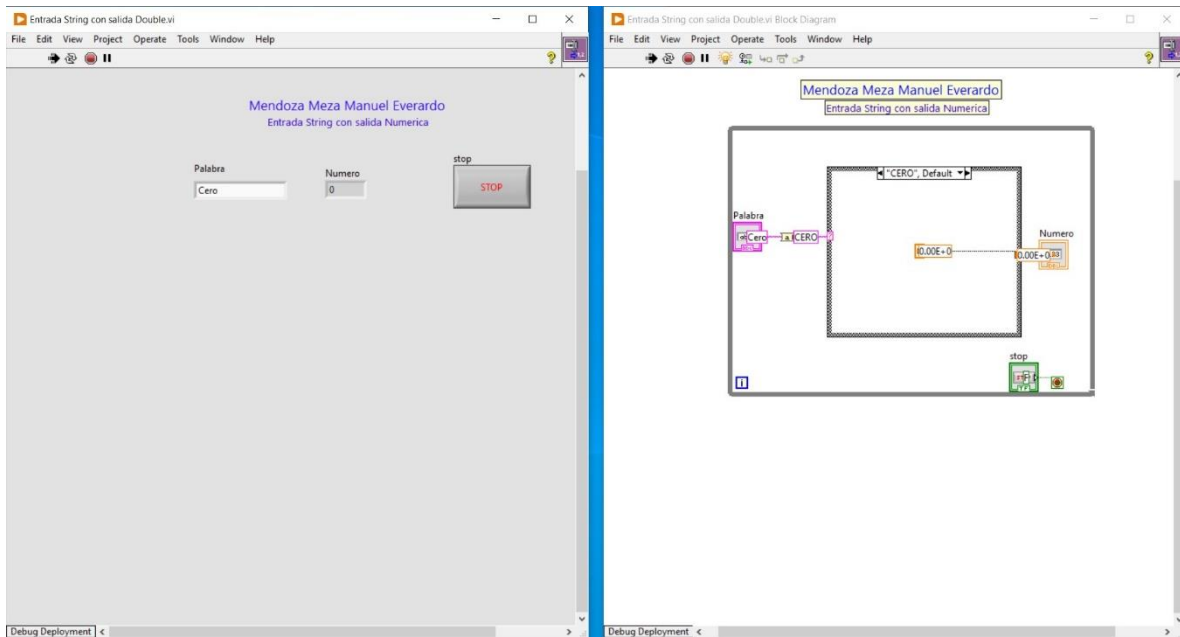 Entrada String con salida Double.vi
File Edit View Project Operate Tools Window Help
Mendoza Meza Manuel Everardo
Entrada String con salida Numerica
Palabra
Cero
Numero
0
stop
STOP
Debug Deployment
Entrada String con salida Double.vi Block Diagram
File Edit View Project Operate Tools Window Help
Mendoza Meza Manuel Everardo
Entrada String con salida Numerica
"CERO", Default
Palabra
Cero
CERO
0.00E+0
Numero
0.00E+0
stop
i
Debug Deployment